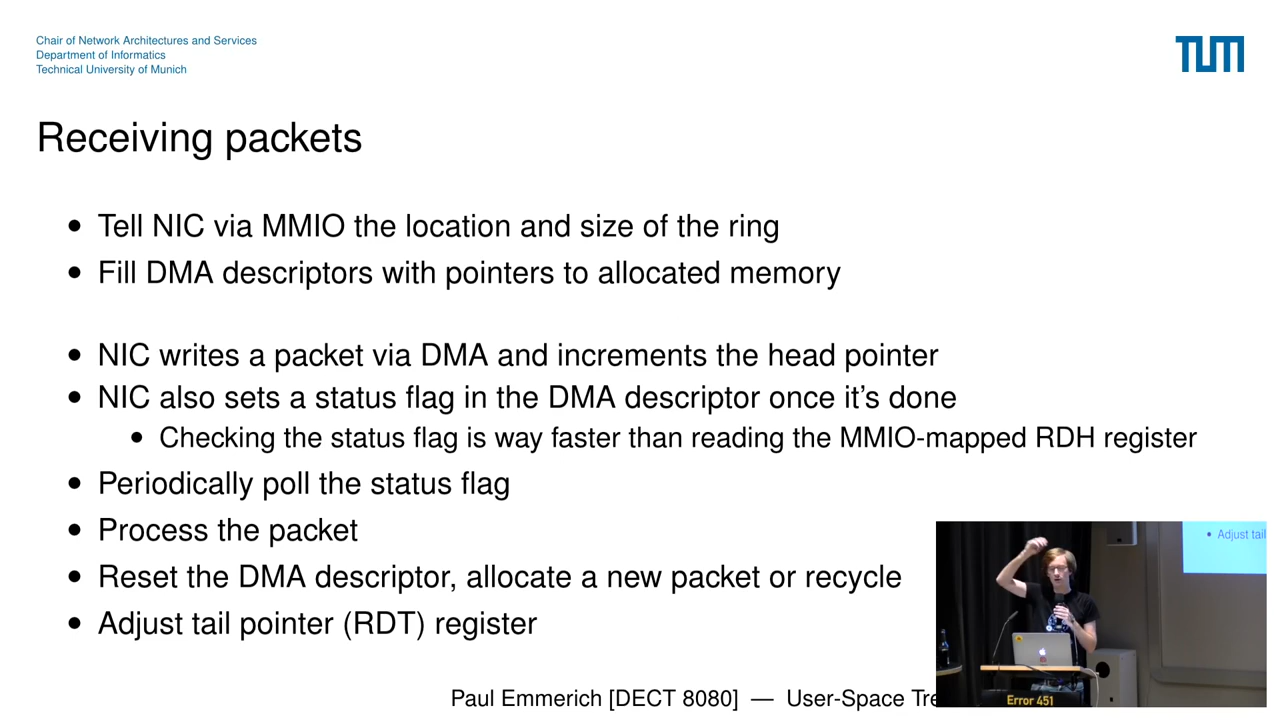 Chair of Network Architectures and Services
Department of Informatics
Technical University of Munich
TUM
Receiving packets
• Tell NIC via MMIO the location and size of the ring
• Fill DMA descriptors with pointers to allocated memory
• NIC writes a packet via DMA and increments the head pointer
• NIC also sets a status flag in the DMA descriptor once it's done
• Checking the status flag is way faster than reading the MMIO-mapped RDH register
• Periodically poll the status flag
• Process the packet
• Reset the DMA descriptor, allocate a new packet or recycle
• Adjust tail pointer (RDT) register
• Adjust tail
Error 451
Paul Emmerich [DECT 8080] — User-Space